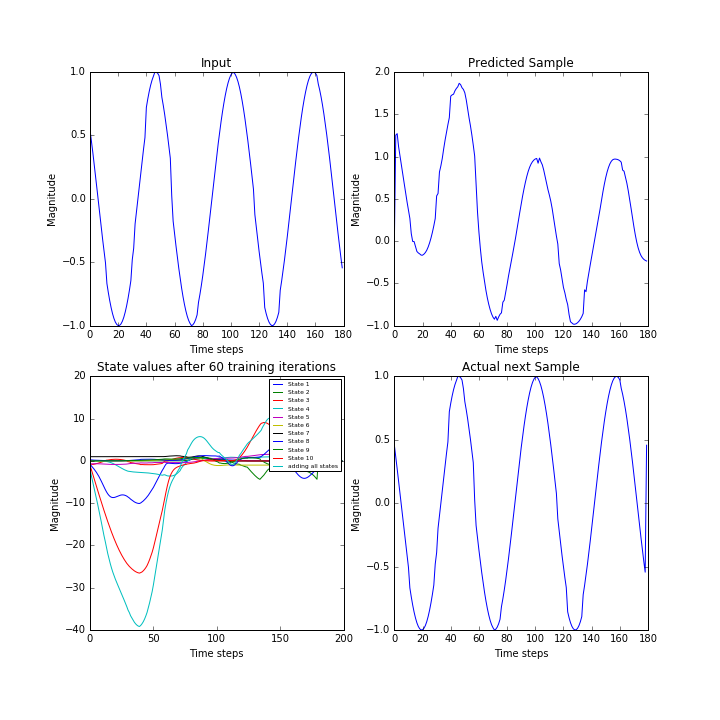 Input
Magnitude
1.0
0.5
0.0
−0.5
−1.0
0 20 40 60 80 100 120 140 160 180
Time steps
Predicted Sample
Magnitude
2.0
1.5
1.0
0.5
0.0
−0.5
−1.0
0 20 40 60 80 100 120 140 160 180
Time steps
State values after 60 training iterations
Magnitude
20
10
0
−10
−20
−30
−40
0 50 100 150 200
Time steps
State 1
State 2
State 3
State 4
State 5
State 6
State 7
State 8
State 9
State 10
adding all states
Actual next Sample
Magnitude
1.0
0.5
0.0
−0.5
−1.0
0 20 40 60 80 100 120 140 160 180
Time steps